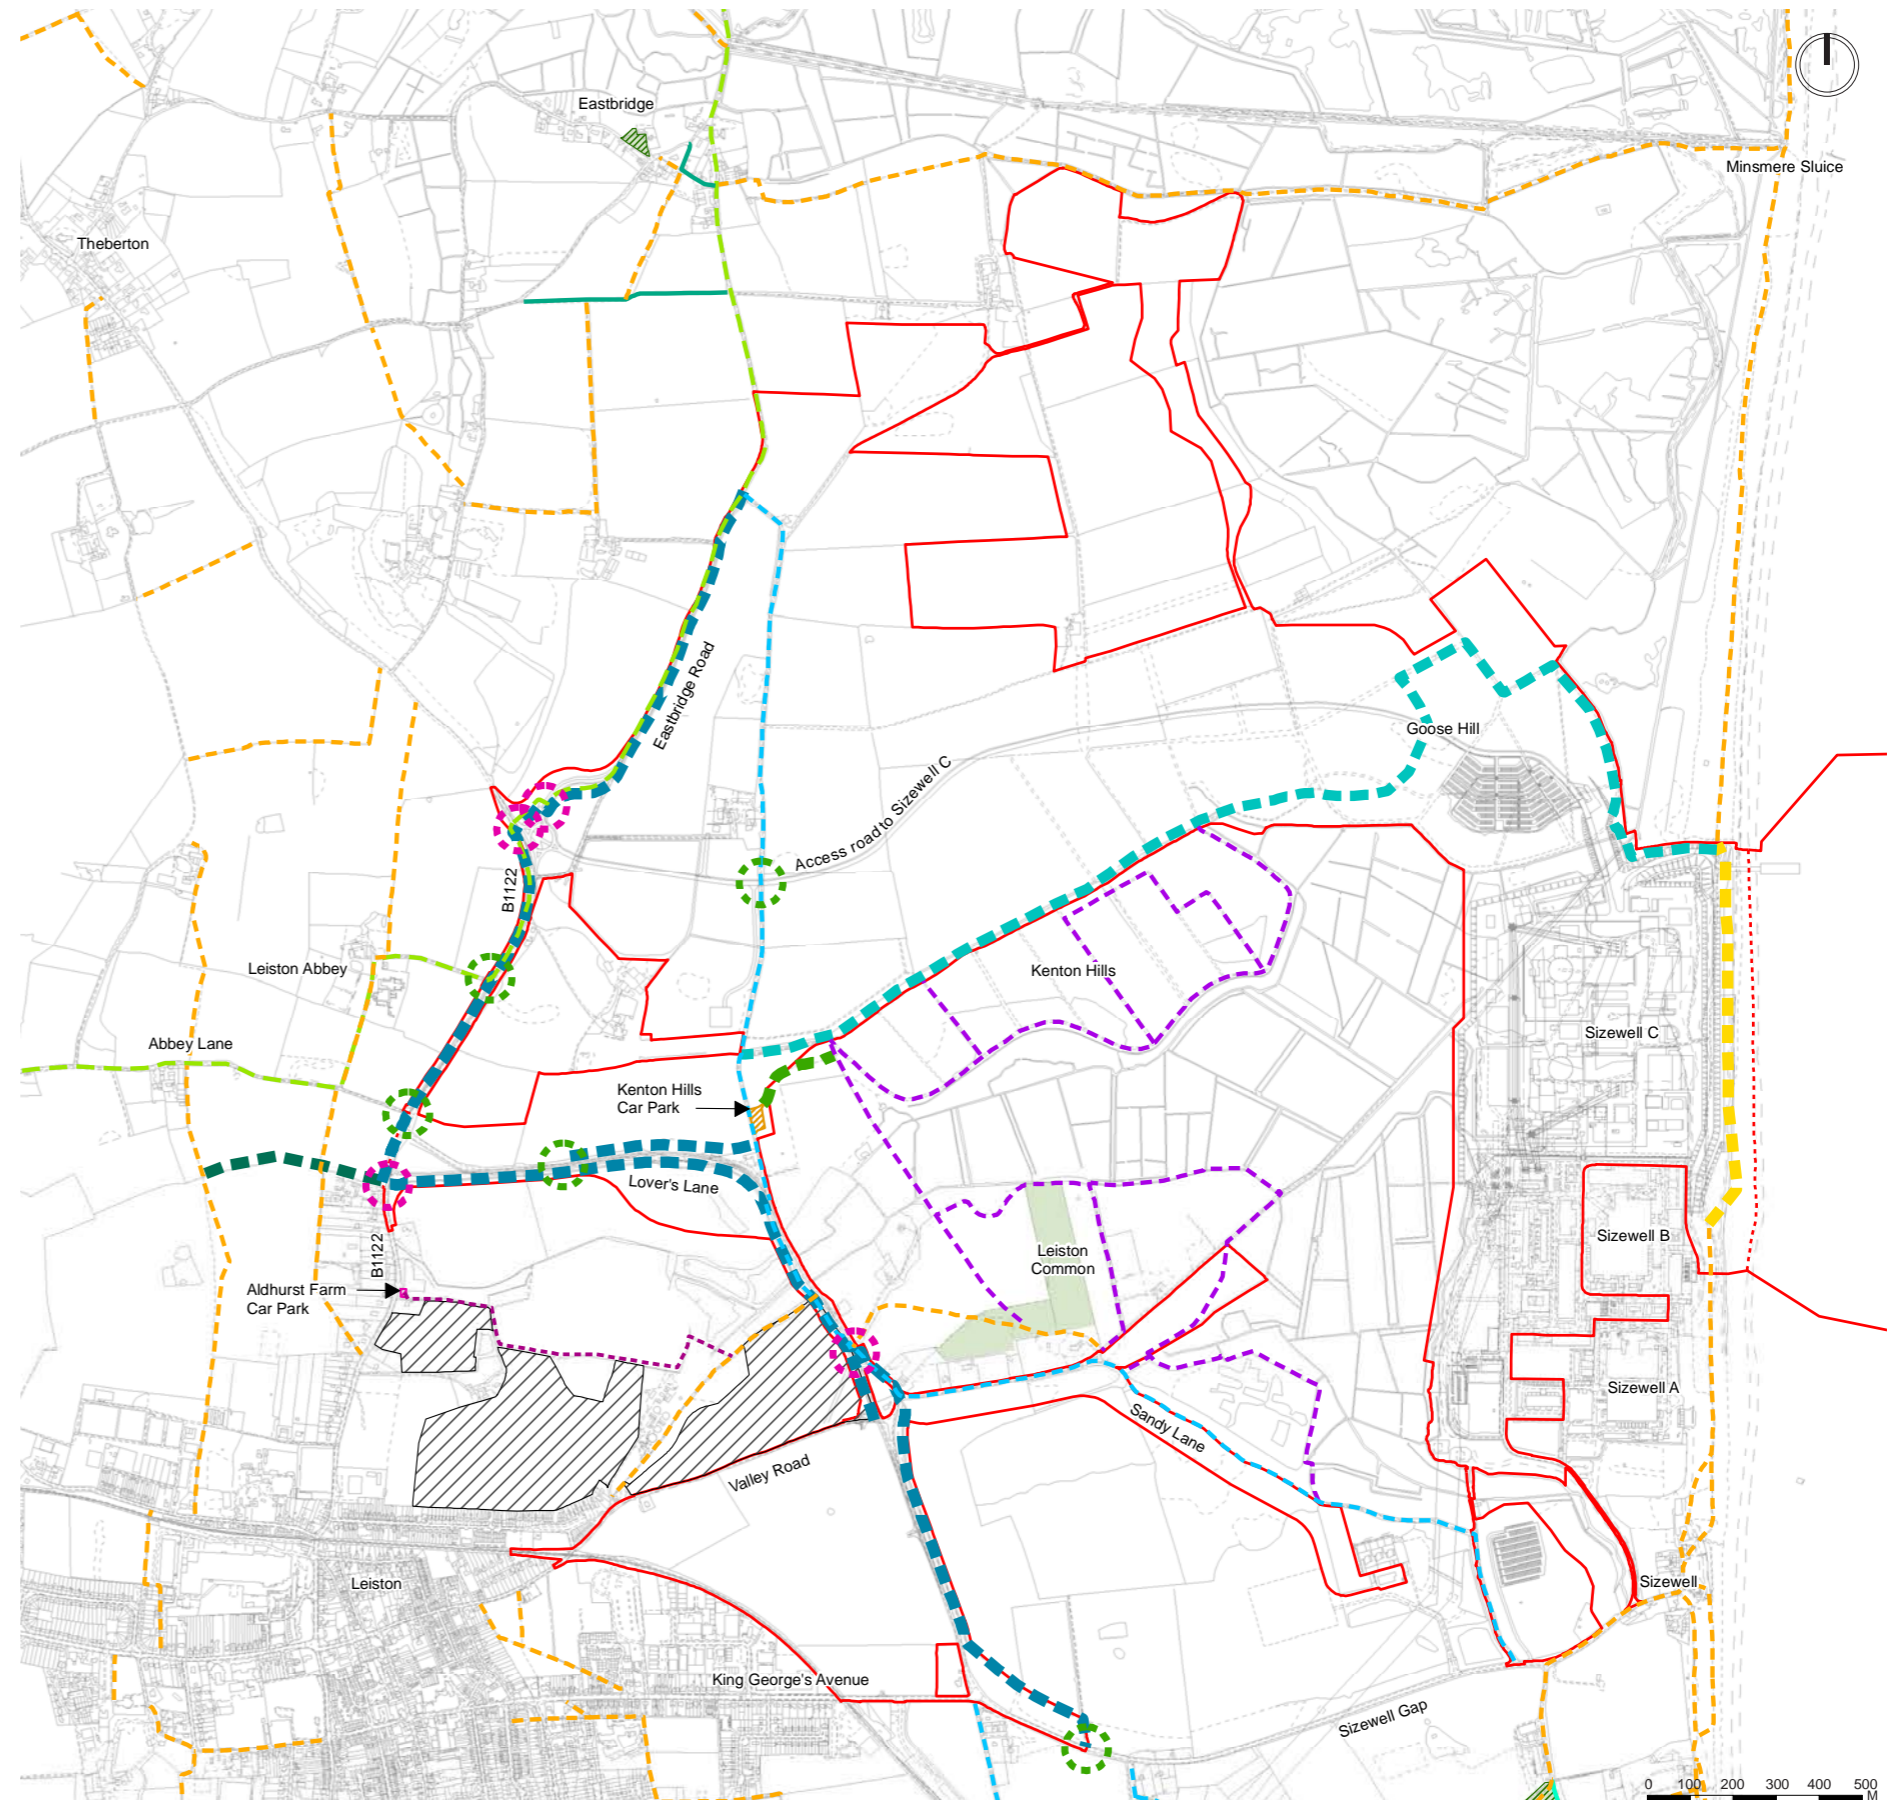 Eastbridge
Minsmere Sluice
Theberton
Eastbridge Road
Goose Hill
Access road to Sizewell C
B1122
Leiston Abbey
Kenton Hills
Sizewell C
Abbey Lane
Kenton Hills
Car Park
Lover's Lane
Sizewell B
B1122
Leiston
Common
Aldhurst Farm
Car Park
Sizewell A
Sandy Lane
Valley Road
Leiston
Sizewell
King George's Avenue
Sizewell Gap
0 100 200 300 400 500
M